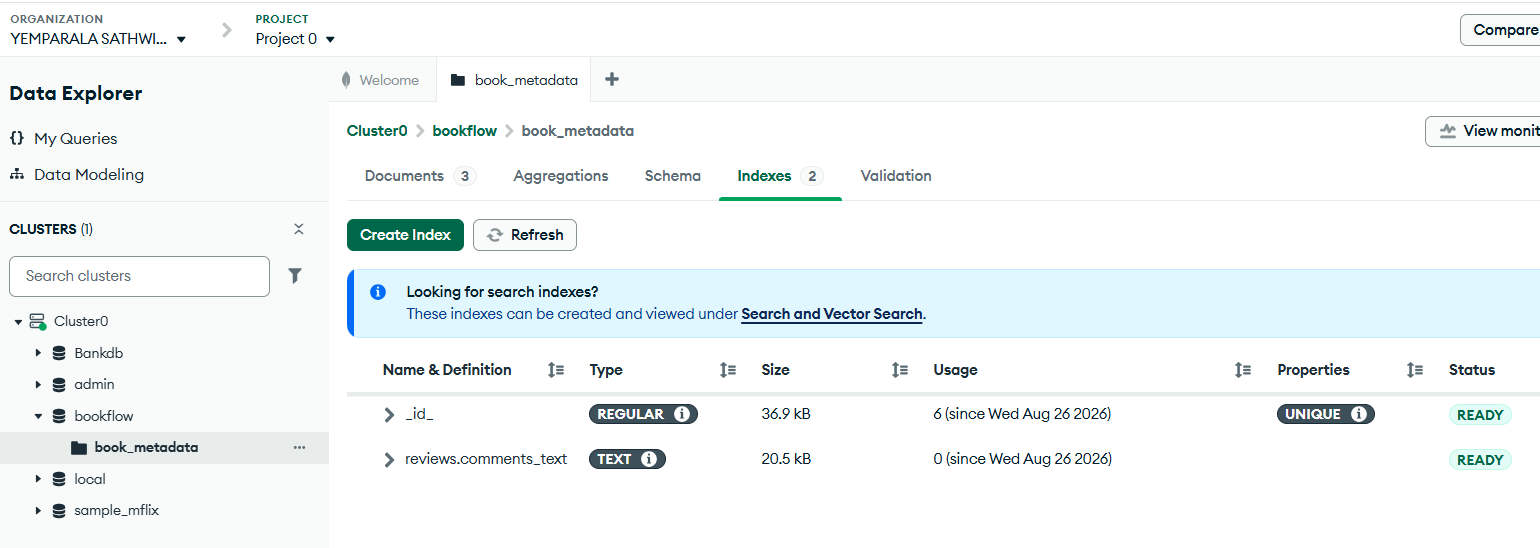 ORGANIZATION
YEMPARALA SATHWI...
PROJECT
Project 0
Compare
Data Explorer
My Queries
Data Modeling
CLUSTERS (1)
Search clusters
Cluster0
Bankdb
admin
bookflow
book_metadata
local
sample_mflix
Welcome
book_metadata
Cluster0 > bookflow > book_metadata
View monit
Documents 3 Aggregations Schema Indexes 2 Validation
Create Index Refresh
Looking for search indexes?
These indexes can be created and viewed under Search and Vector Search.
Name & Definition Type Size Usage Properties Status
_id_ REGULAR 36.9 kB 6 (since Wed Aug 26 2026) UNIQUE READY
reviews.comments_text TEXT 20.5 kB 0 (since Wed Aug 26 2026) READY